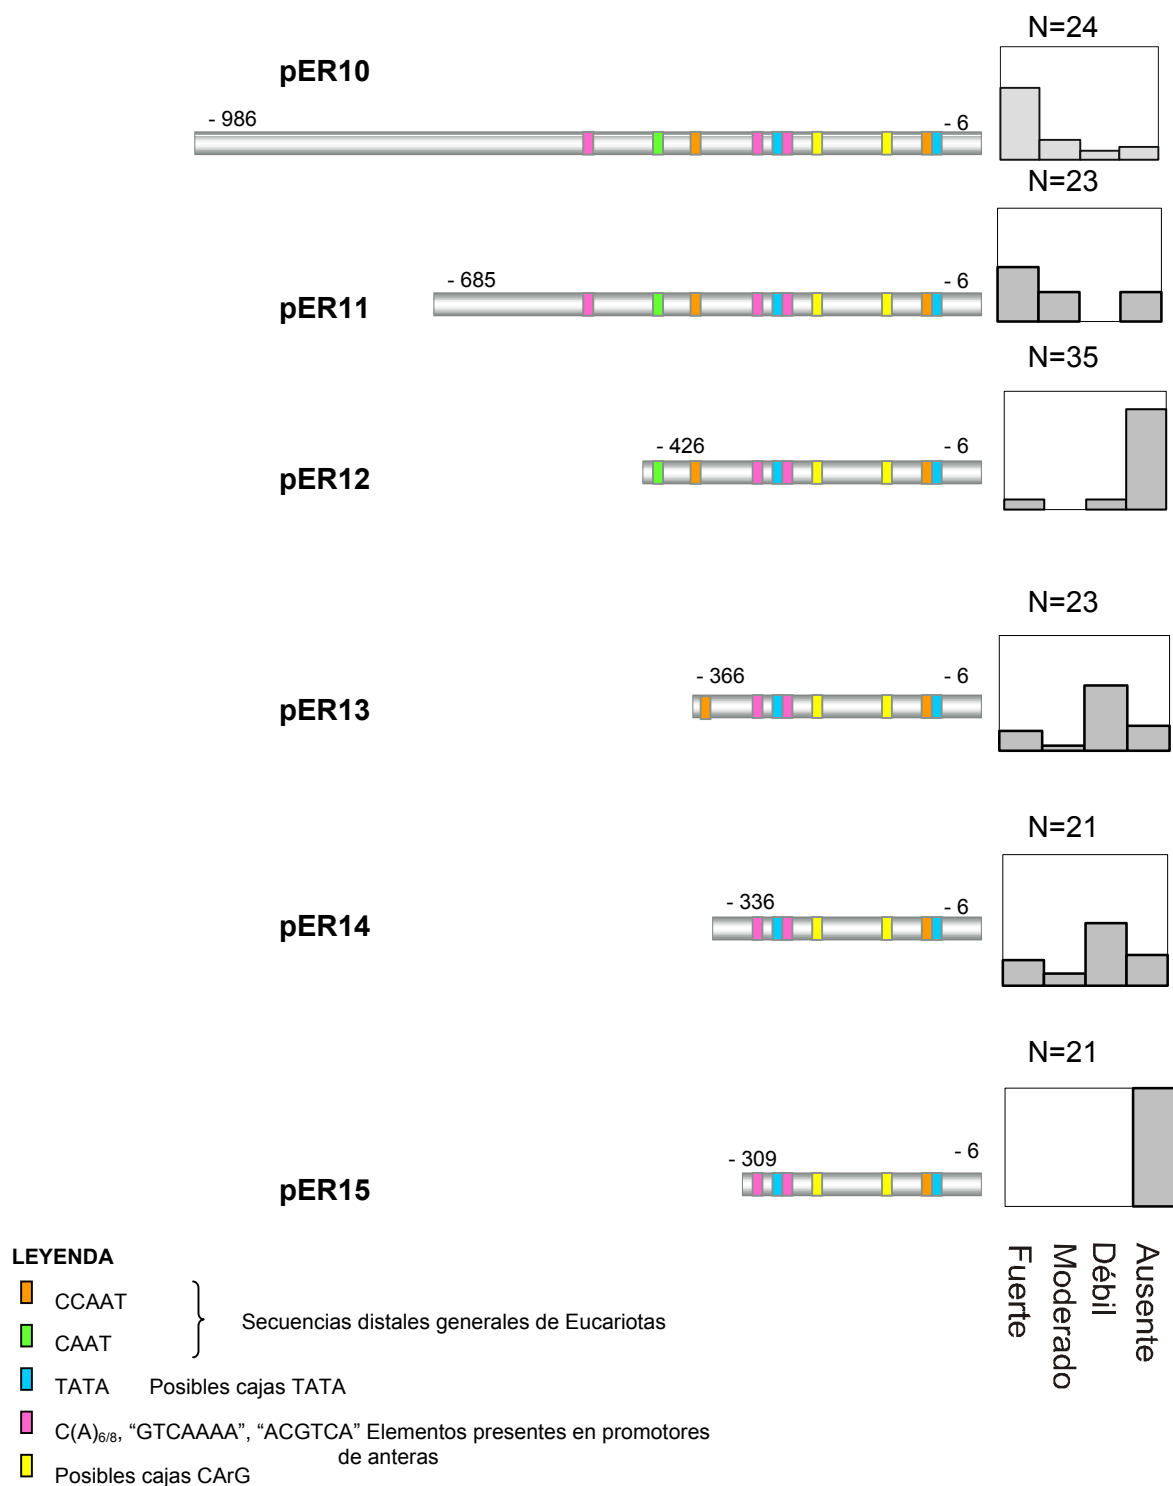 N=24
pER10
- 986
- 6
N=23
- 685
- 6
pER11
N=35
- 426
- 6
pER12
N=23
- 366
- 6
pER13
N=21
- 336
- 6
pER14
N=21
- 309
- 6
pER15
Fuerte
Moderado
Débil
Ausente
LEYENDA
CCAAT
CAAT
Secuencias distales generales de Eucariotas
TATA Posibles cajas TATA
C(A)6/8, “GTCAAAA”, “ACGTCA” Elementos presentes en promotores
de anteras
Posibles cajas CArG